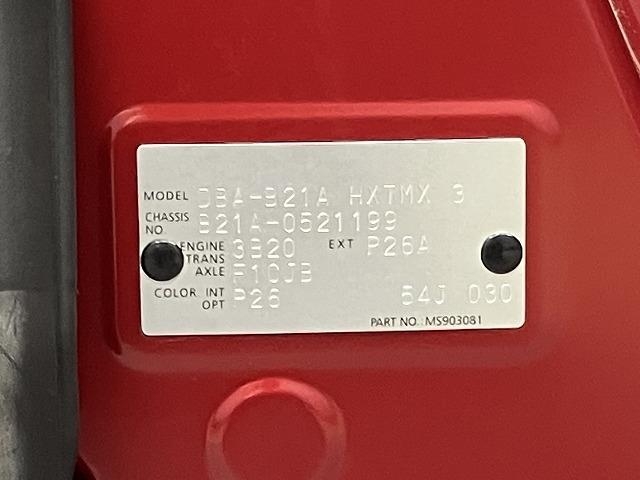 MODEL DBA-B21A HXTMX 3
CHASSIS NO. B21A-0521199
ENGINE 3B20 EXT P26A
TRANS AXLE F1CJB
COLOR INT OPT P26 54J 030
PART NO. MS903081